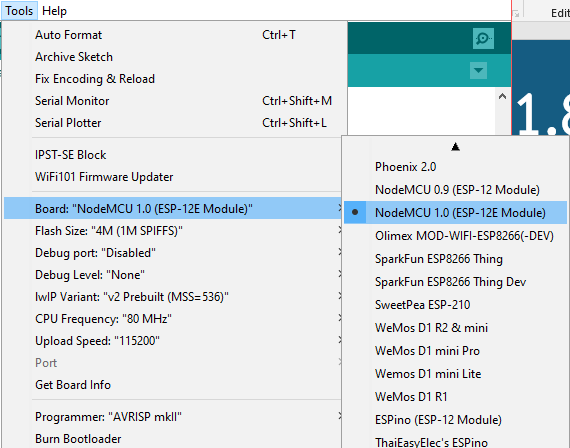 Tools Help
Edit
Auto Format Ctrl+T
Archive Sketch
Fix Encoding & Reload
Serial Monitor Ctrl+Shift+M
Serial Plotter Ctrl+Shift+L
1.8
IPST-SE Block
WiFi101 Firmware Updater
Board: "NodeMCU 1.0 (ESP-12E Module)"
Flash Size: "4M (1M SPIFFS)"
Debug port: "Disabled"
Debug Level: "None"
IwIP Variant: "v2 Prebuilt (MSS=536)"
CPU Frequency: "80 MHz"
Upload Speed: "115200"
Port
Get Board Info
Programmer: "AVRISP mkII"
Burn Bootloader
Phoenix 2.0
NodeMCU 0.9 (ESP-12 Module)
NodeMCU 1.0 (ESP-12E Module)
Olimex MOD-WIFI-ESP8266(-DEV)
SparkFun ESP8266 Thing
SparkFun ESP8266 Thing Dev
SweetPea ESP-210
WeMos D1 R2 & mini
WeMos D1 mini Pro
Wemos D1 mini Lite
WeMos D1 R1
ESPino (ESP-12 Module)
ThaiEasyElec's ESPino